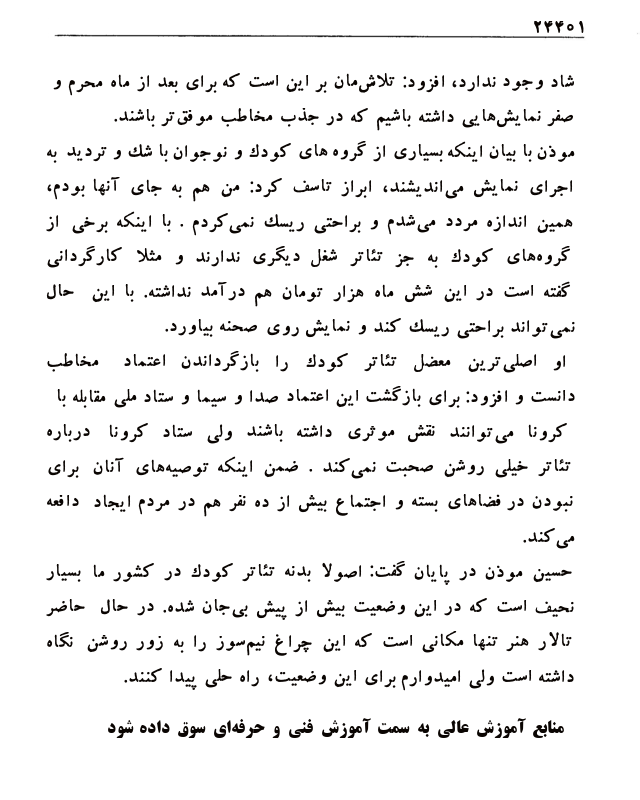 ۲۴۴۰۱
شاد وجود ندارد، افزود: تلاش‌مان بر این است که برای بعد از ماه محرم و
صفر نمایش‌هایی داشته باشیم که در جذب مخاطب موفق‌تر باشند.
موذن با بیان اینکه بسیاری از گروه های کودك و نوجوان با شك و تردید به
اجرای نمایش می‌اندیشند، ابراز تاسف کرد: من هم به جای آنها بودم،
همین اندازه مردد می‌شدم و براحتی ریسك نمی‌کردم . با اینکه برخی از
گروه‌های کودك به جز تئاتر شغل دیگری ندارند و مثلا کارگردانی
گفته است در این شش ماه هزار تومان هم درآمد نداشته. با این حال
نمی‌تواند براحتی ریسك کند و نمایش روی صحنه بیاورد.
او اصلی‌ترین معضل تئاتر کودك را بازگرداندن اعتماد مخاطب
دانست و افزود: برای بازگشت این اعتماد صدا و سیما و ستاد ملی مقابله با
کرونا می‌توانند نقش موثری داشته باشند ولی ستاد کرونا درباره
تئاتر خیلی روشن صحبت نمی‌کند . ضمن اینکه توصیه‌های آنان برای
نبودن در فضاهای بسته و اجتماع بیش از ده نفر هم در مردم ایجاد دافعه
می‌کند.
حسین موذن در پایان گفت: اصولا بدنه تئاتر کودك در کشور ما بسیار
نحیف است که در این وضعیت بیش از پیش بی‌جان شده. در حال حاضر
تالار هنر تنها مکانی است که این چراغ نیم‌سوز را به زور روشن نگاه
داشته است ولی امیدوارم برای این وضعیت، راه حلی پیدا کنند.
منابع آموزش عالی به سمت آموزش فنی و حرفه‌ای سوق داده شود